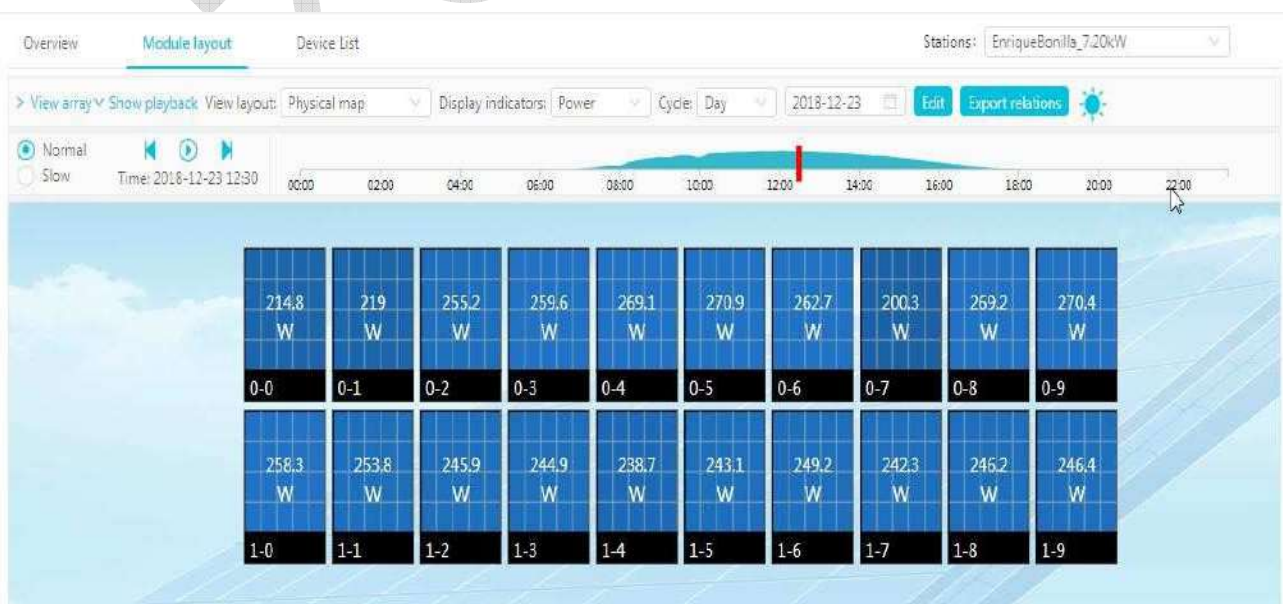 Overview Module layout Device List Stations: EnriqueBonilla_7.20kW
> View array Show playback View layout: Physical map Display indicators: Power Cycle: Day 2018-12-23 Edit Export relations
Normal
Slow Time: 2018-12-23 12:30
00:00 02:00 04:00 06:00 08:00 10:00 12:00 14:00 16:00 18:00 20:00 22:00
214.8 219 255.2 259.6 269.1 270.9 262.7 200.3 269.2 270.4
W W W W W W W W W W
0-0 0-1 0-2 0-3 0-4 0-5 0-6 0-7 0-8 0-9
258.3 253.8 245.9 244.9 238.7 243.1 249.2 242.3 246.2 246.4
W W W W W W W W W W
1-0 1-1 1-2 1-3 1-4 1-5 1-6 1-7 1-8 1-9